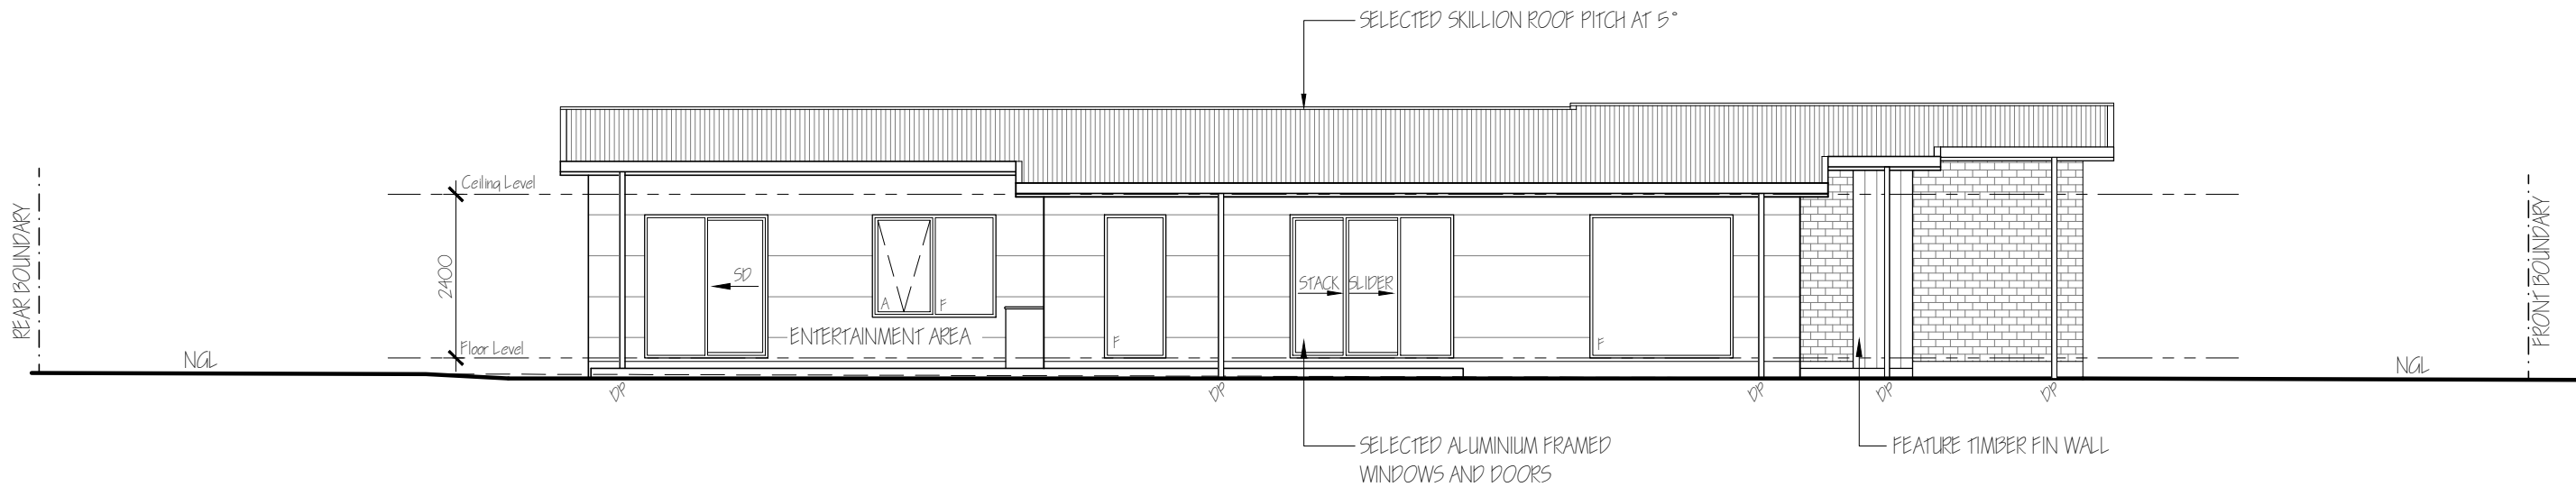 SELECTED SKILLION ROOF PITCH AT 5°
Ceiling Level
REAR BOUNDARY
FRONT BOUNDARY
2400
SD
STACK SLIDER
A
F
ENTERTAINMENT AREA
F
F
Floor Level
NGL
NGL
DP
DP
DP
DP
DP
SELECTED ALUMINIUM FRAMED
WINDOWS AND DOORS
FEATURE TIMBER FIN WALL